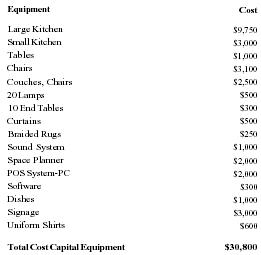 Equipment Cost
Large Kitchen $9,750
Small Kitchen $3,000
Tables $1,000
Chairs $3,100
Couches, Chairs $2,500
20 Lamps $500
10 End Tables $300
Curtains $500
Braided Rugs $250
Sound System $1,000
Space Planner $2,000
POS System-PC $2,000
Software $300
Dishes $1,000
Signage $3,000
Uniform Shirts $600
Total Cost Capital Equipment $30,800